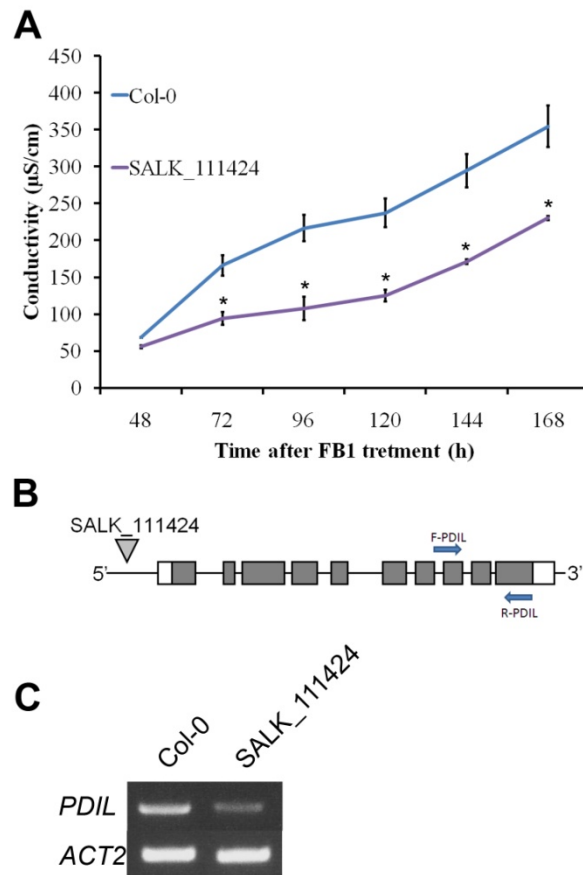 A
450
400
350
300
250
200
150
100
50
0
Conductivity (µS/cm)
Col-0
SALK_111424
* * * * *
48 72 96 120 144 168
Time after FB1 tretment (h)
B
SALK_111424
F-PDIL
5' 3'
R-PDIL
C
Col-0 SALK_111424
PDIL
ACT2